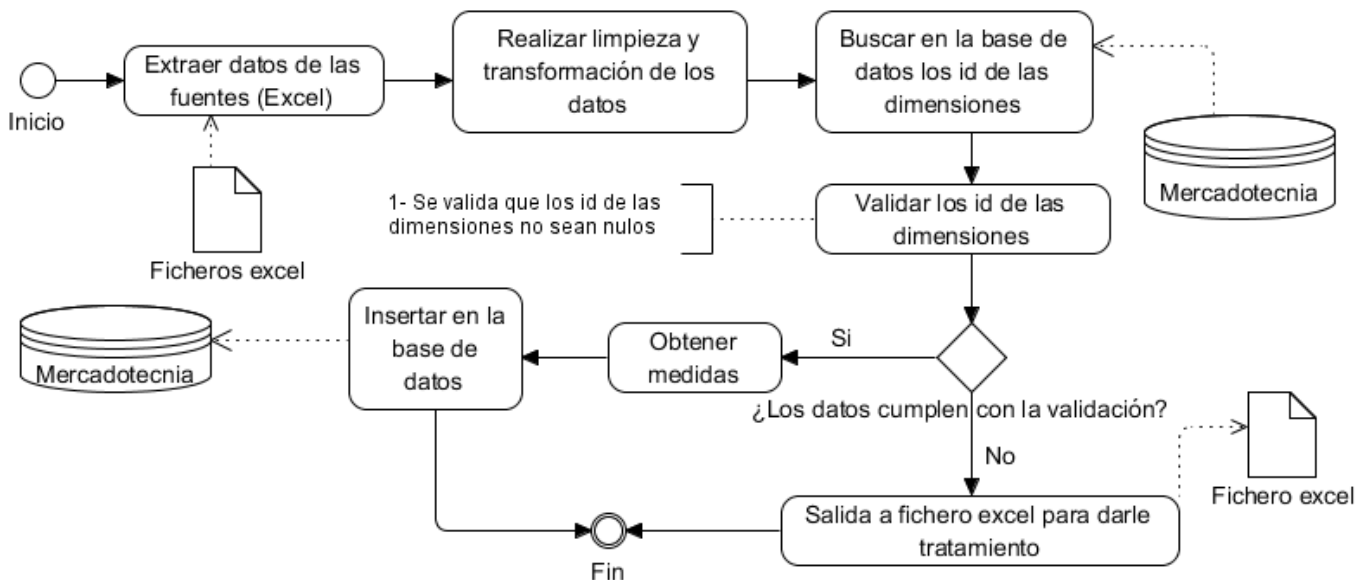 Inicio
Extraer datos de las
fuentes (Excel)
Realizar limpieza y
transformación de los
datos
Buscar en la base de
datos los id de las
dimensiones
Mercadotecnia
Ficheros excel
1- Se valida que los id de las
dimensiones no sean nulos
Validar los id de las
dimensiones
Mercadotecnia
Insertar en la
base de
datos
Obtener
medidas
Si
¿Los datos cumplen con la validación?
No
Fichero excel
Salida a fichero excel para darle
tratamiento
Fin